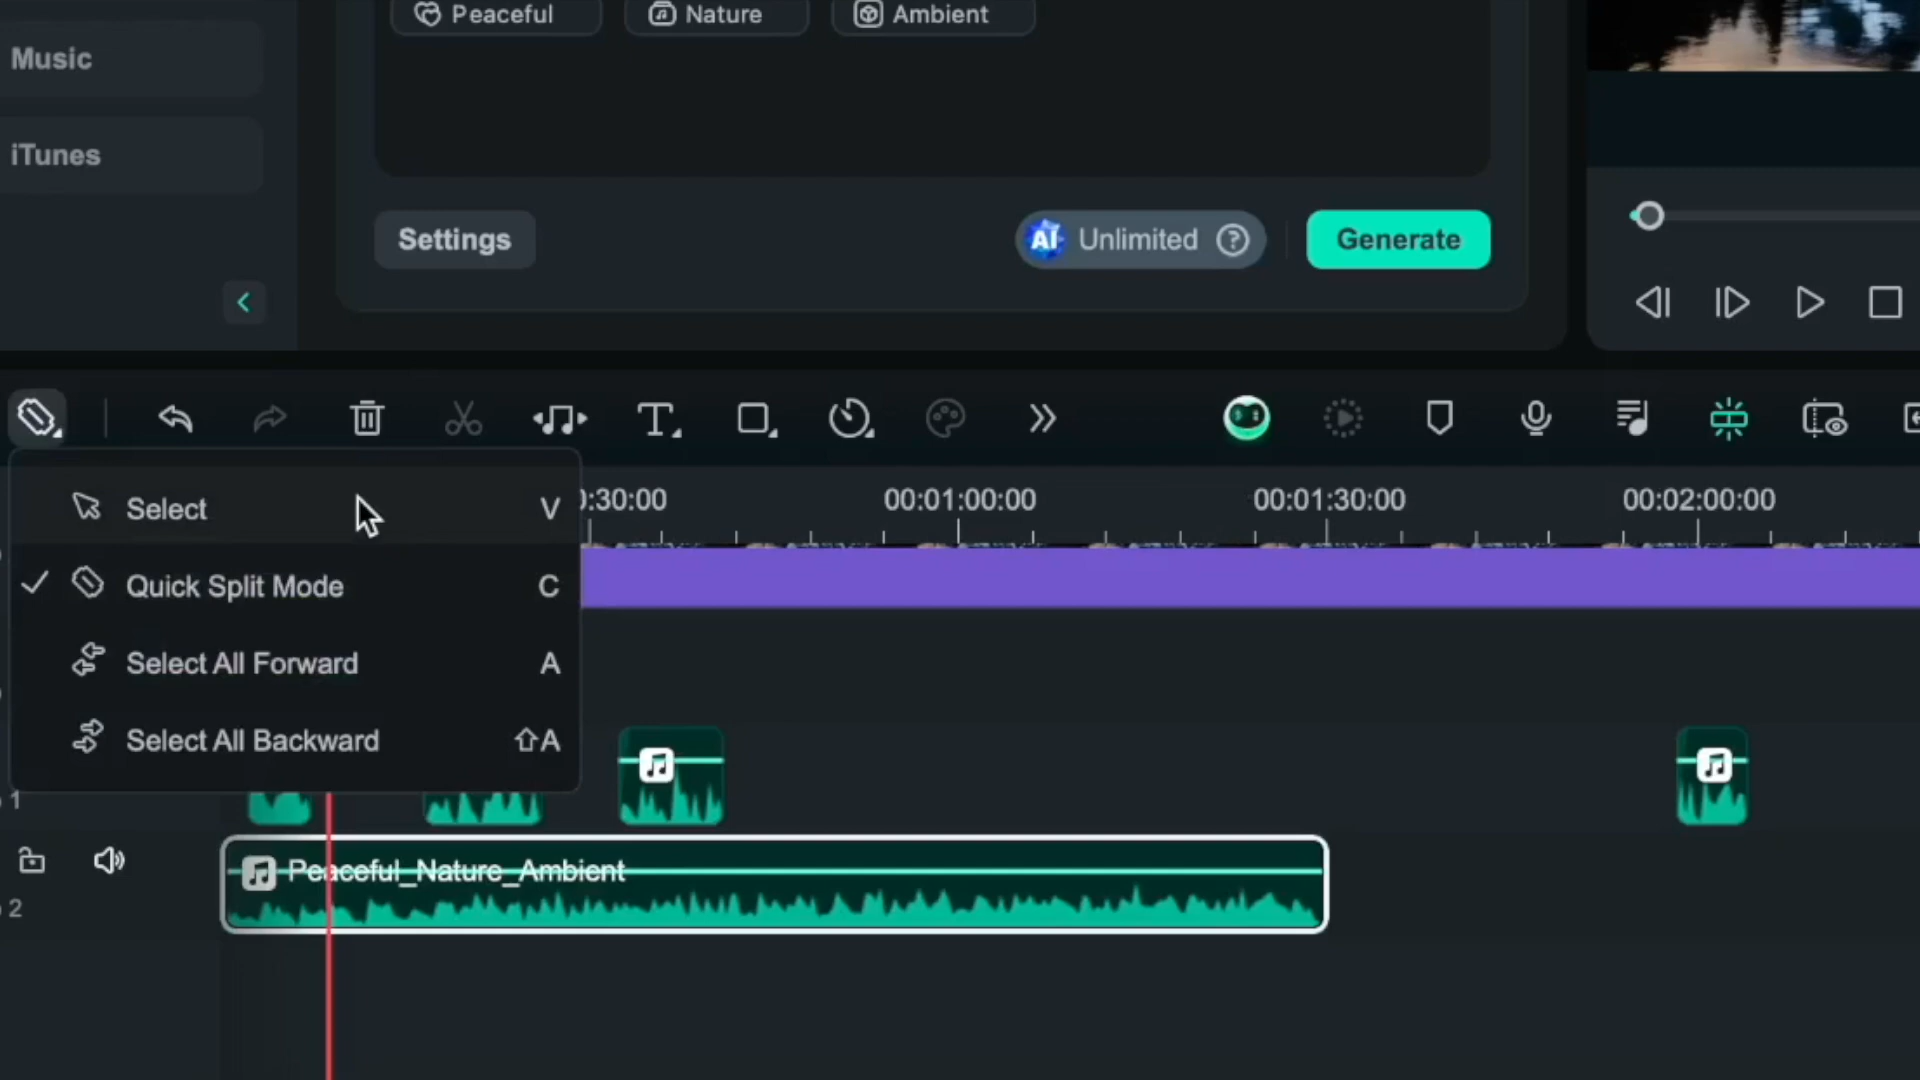 Peaceful Nature Ambient
Music
iTunes
Settings AI Unlimited ? Generate
T
Select V
Quick Split Mode C
Select All Forward A
Select All Backward ⇧A
0:30:00 00:01:00:00 00:01:30:00 00:02:00:00
1
Peaceful_Nature_Ambient
2